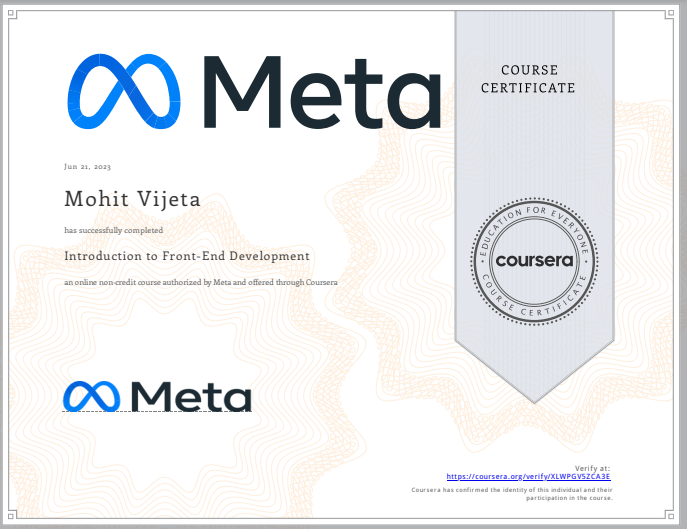 Meta
COURSE
CERTIFICATE
Jun 21, 2023
Mohit Vijeta
has successfully completed
Introduction to Front-End Development
an online non-credit course authorized by Meta and offered through Coursera
EDUCATION FOR EVERYONE
coursera
COURSE CERTIFICATE
Meta
Verify at:
https://coursera.org/verify/XLWPGV5ZCA3E
Coursera has confirmed the identity of this individual and their
participation in the course.